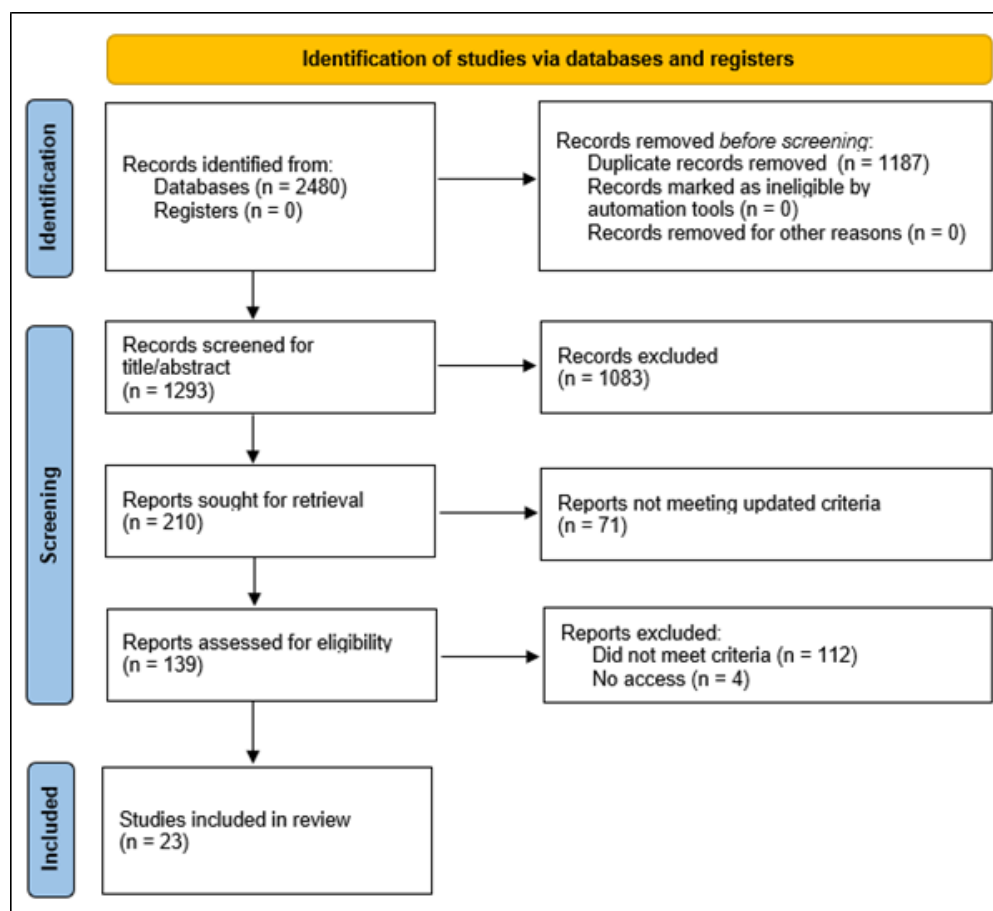 Identification of studies via databases and registers
Identification
Records identified from:
Databases (n = 2480)
Registers (n = 0)
Records removed before screening:
Duplicate records removed (n = 1187)
Records marked as ineligible by
automation tools (n = 0)
Records removed for other reasons (n = 0)
Screening
Records screened for
title/abstract
(n = 1293)
Records excluded
(n = 1083)
Reports sought for retrieval
(n = 210)
Reports not meeting updated criteria
(n = 71)
Reports assessed for eligibility
(n = 139)
Reports excluded:
Did not meet criteria (n = 112)
No access (n = 4)
Included
Studies included in review
(n = 23)